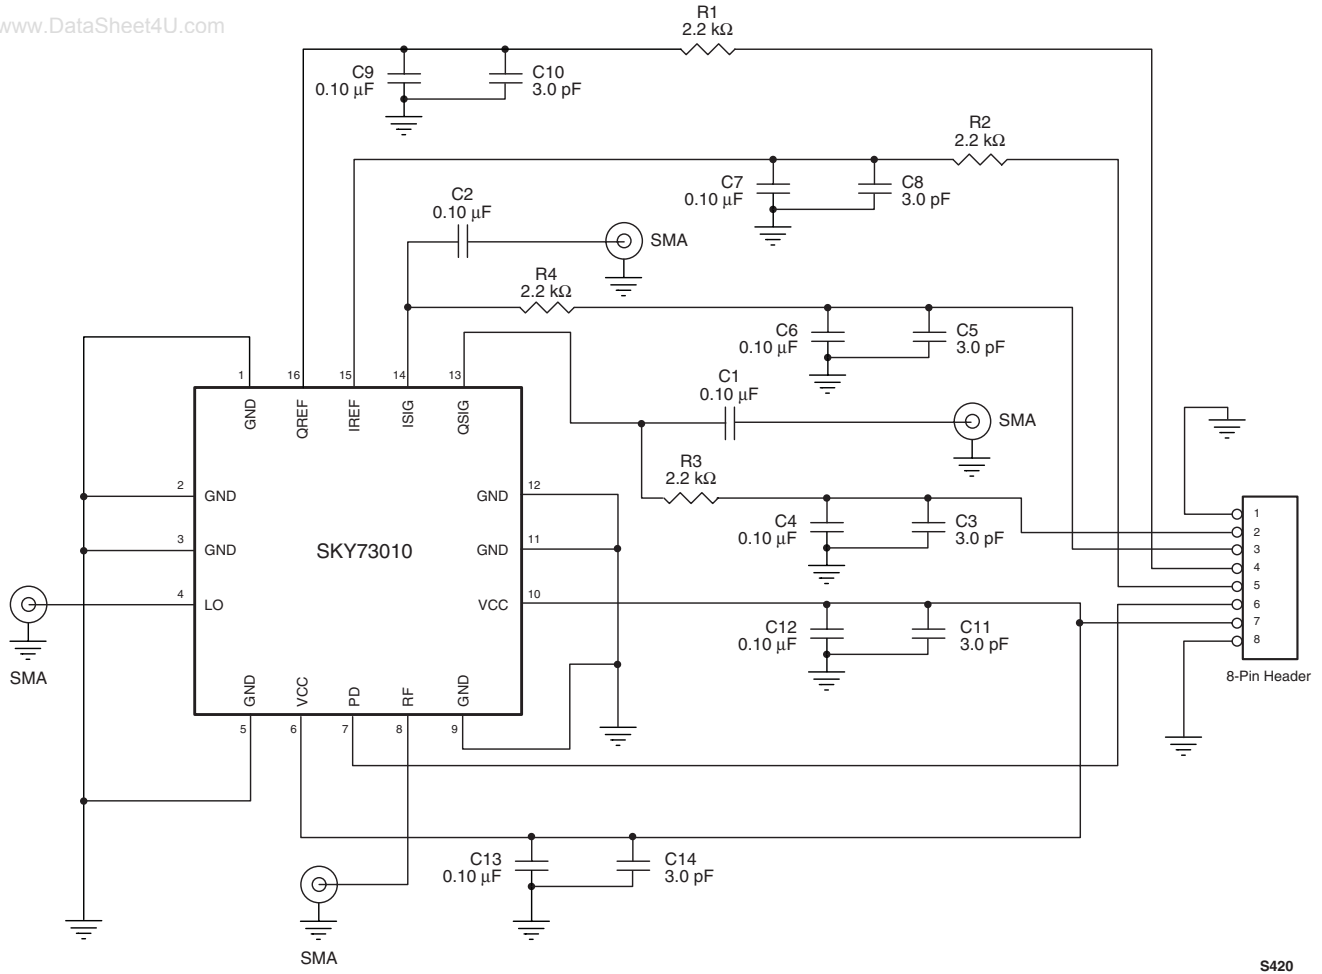 www.DataSheet4U.com
R1
2.2 kΩ
C9
0.10 µF
C10
3.0 pF
R2
2.2 kΩ
C7
0.10 µF
C8
3.0 pF
C2
0.10 µF
SMA
R4
2.2 kΩ
C6
0.10 µF
C5
3.0 pF
1
16
15
14
13
GND
QREF
IREF
ISIG
QSIG
C1
0.10 µF
SMA
R3
2.2 kΩ
C4
0.10 µF
C3
3.0 pF
2
GND
3
GND
4
LO
SMA
SKY73010
GND
12
GND
11
VCC
10
C12
0.10 µF
C11
3.0 pF
1
2
3
4
5
6
7
8
8-Pin Header
GND
VCC
PD
RF
GND
5
6
7
8
9
C13
0.10 µF
C14
3.0 pF
SMA
S420